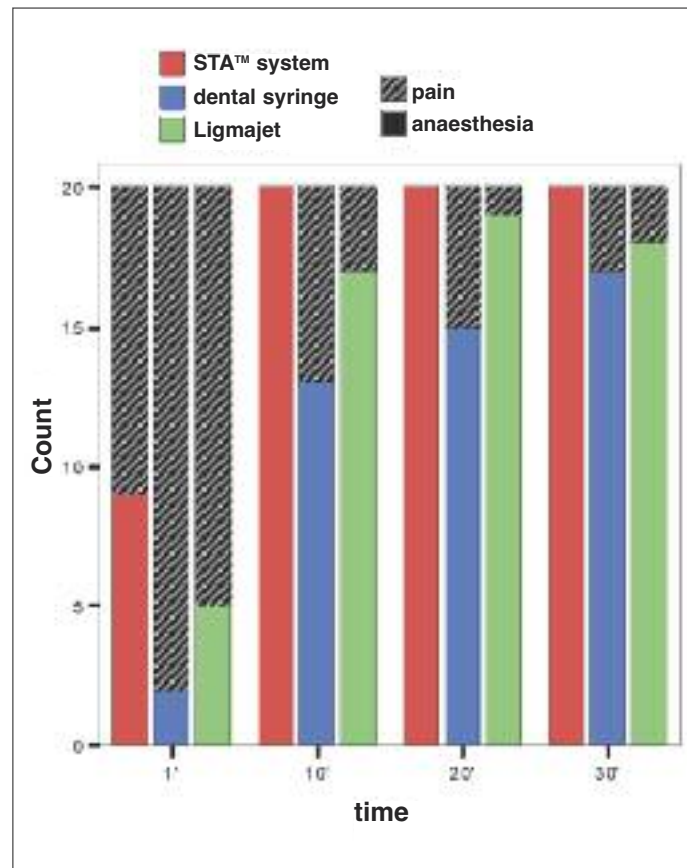 STA™ system
dental syringe
Ligmajet
pain
anaesthesia
20
15
10
5
0
Count
1'
10'
20'
30'
time